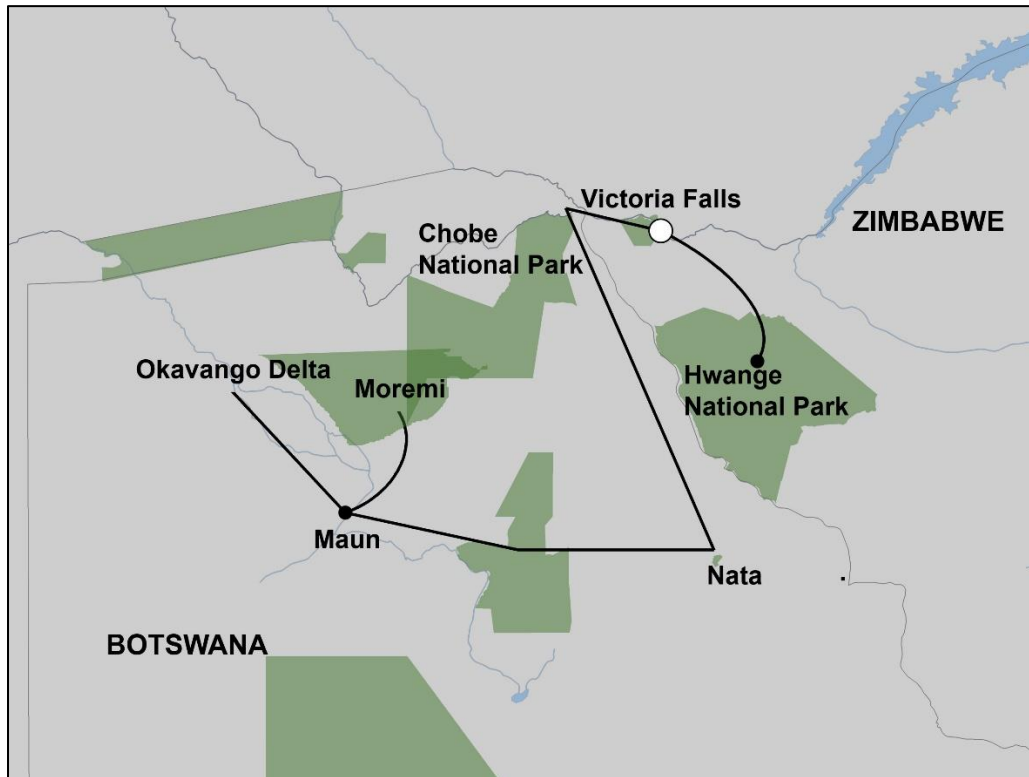 Victoria Falls
ZIMBABWE
Chobe
National Park
Okavango Delta
Moremi
Hwange
National Park
Maun
Nata
BOTSWANA